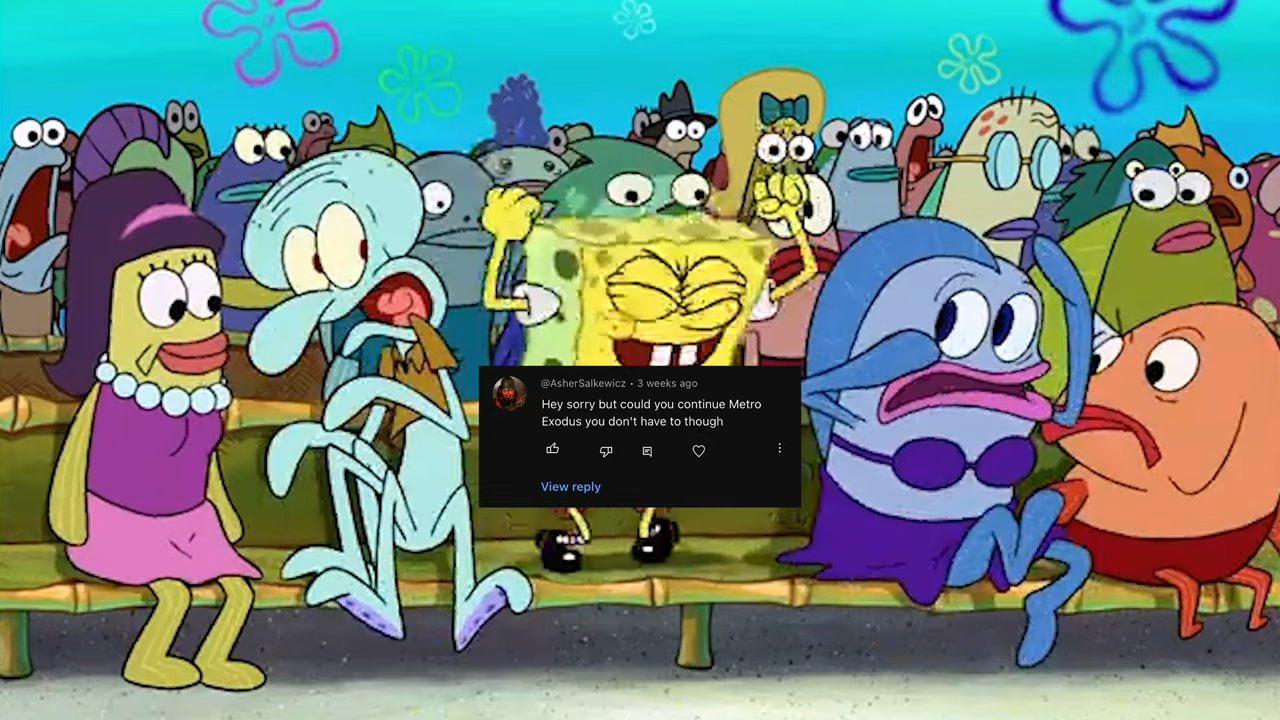 @AsherSalkewicz • 3 weeks ago
Hey sorry but could you continue Metro
Exodus you don't have to though
View reply